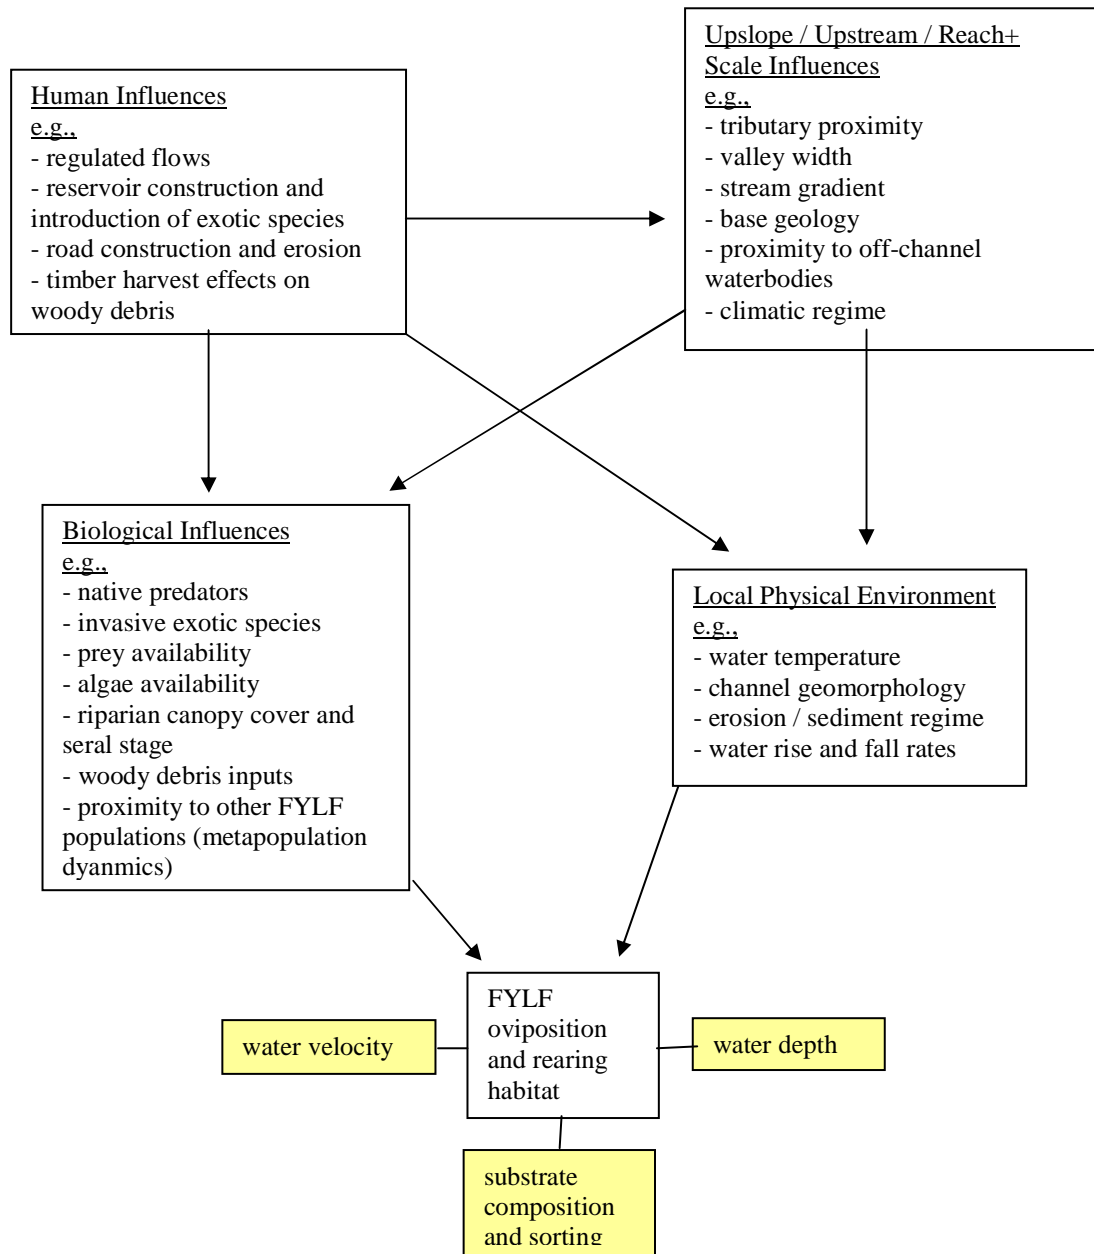 Human Influences
e.g.,
- regulated flows
- reservoir construction and
introduction of exotic species
- road construction and erosion
- timber harvest effects on
woody debris
Upslope / Upstream / Reach+
Scale Influences
e.g.,
- tributary proximity
- valley width
- stream gradient
- base geology
- proximity to off-channel
waterbodies
- climatic regime
Biological Influences
e.g.,
- native predators
- invasive exotic species
- prey availability
- algae availability
- riparian canopy cover and
seral stage
- woody debris inputs
- proximity to other FYLF
populations (metapopulation
dyanmics)
Local Physical Environment
e.g.,
- water temperature
- channel geomorphology
- erosion / sediment regime
- water rise and fall rates
FYLF
oviposition
and rearing
habitat
water velocity
water depth
substrate
composition
and sorting